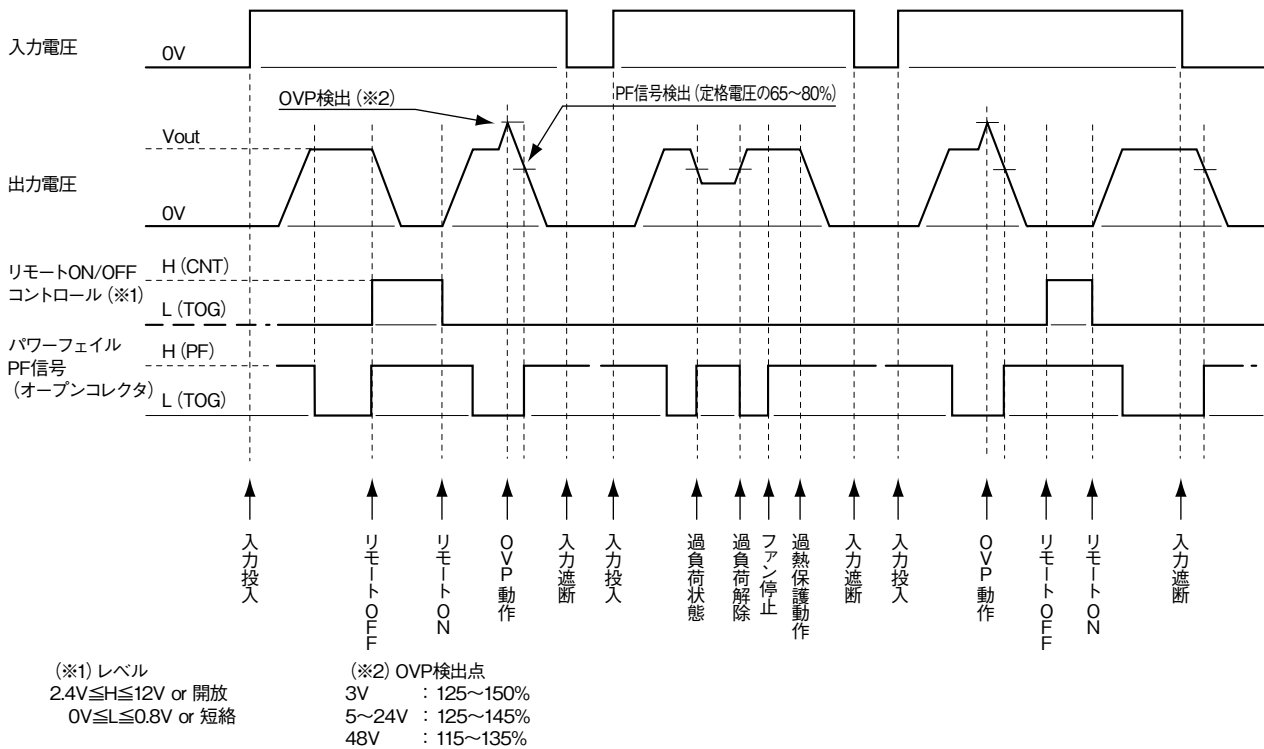 入力電圧
0V
OVP検出(※2)
PF信号検出(定格電圧の65~80%)
Vout
出力電圧
0V
リモートON/OFF
コントロール(※1)
H(CNT)
L(TOG)
パワーフェイル
PF信号
(オープンコレクタ)
H(PF)
L(TOG)
入力投入
リモートOFF
リモートON
OVP動作
入力遮断
入力投入
過負荷状態
過負荷解除
ファン停止
過熱保護動作
入力遮断
入力投入
OVP動作
リモートOFF
リモートON
入力遮断
(※1)レベル
2.4V≦H≦12V or 開放
0V≦L≦0.8V or 短絡
(※2)OVP検出点
3V :125~150%
5~24V :125~145%
48V :115~135%